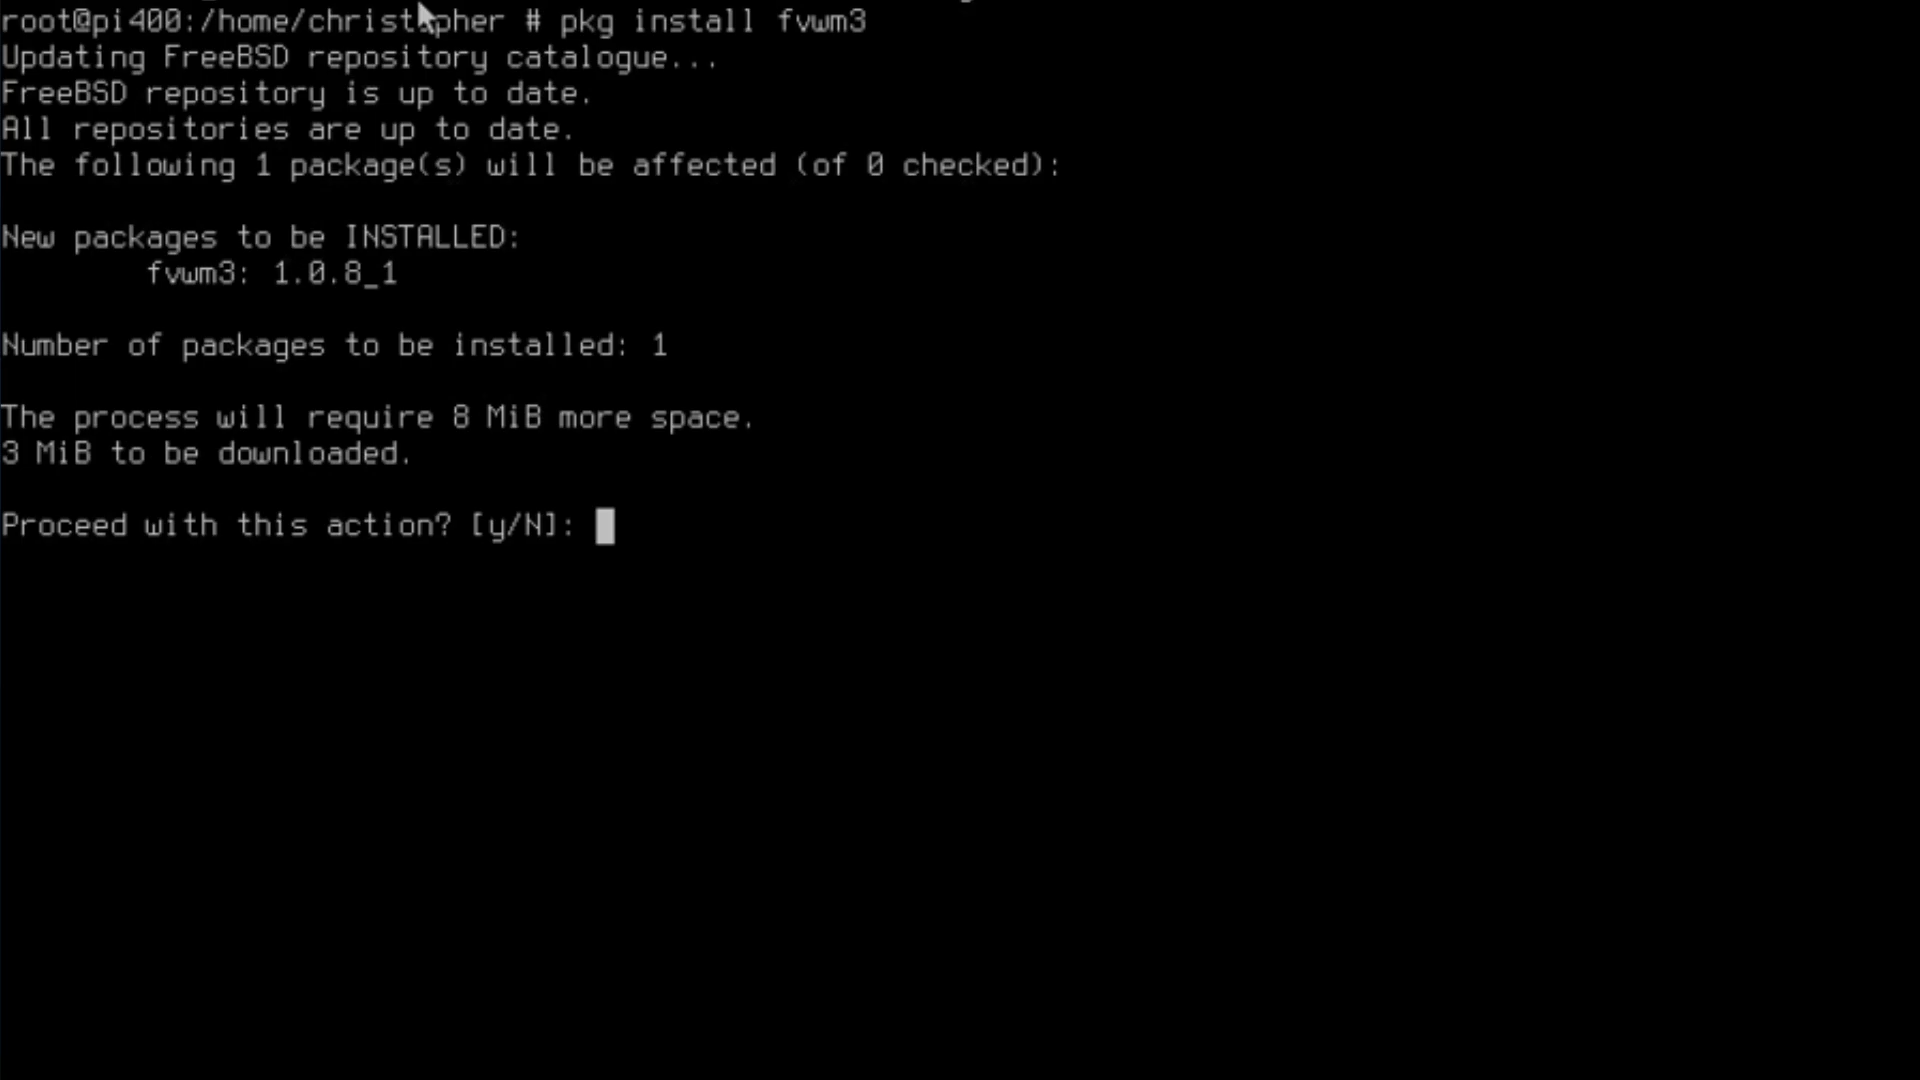 root@pi400:/home/christopher # pkg install fvwm3
Updating FreeBSD repository catalogue...
FreeBSD repository is up to date.
All repositories are up to date.
The following 1 package(s) will be affected (of 0 checked):
New packages to be INSTALLED:
fvwm3: 1.0.8_1
Number of packages to be installed: 1
The process will require 8 MiB more space.
3 MiB to be downloaded.
Proceed with this action? [y/N]: